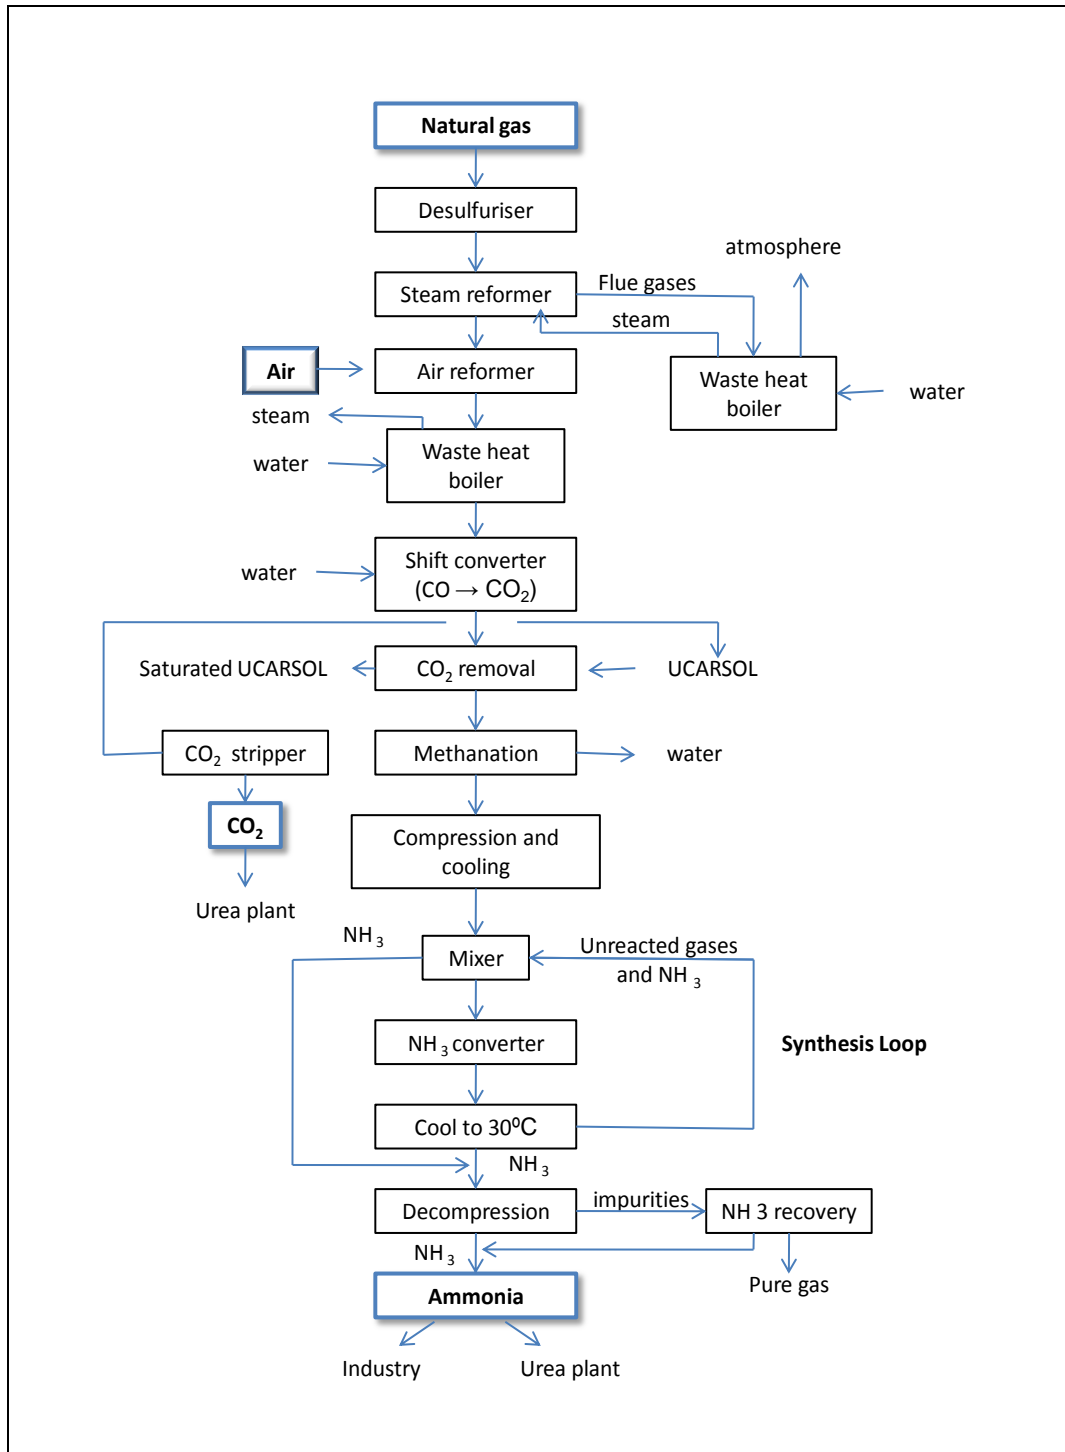 Natural gas
Desulfuriser
atmosphere
Steam reformer
Flue gases
steam
Air
Air reformer
Waste heat
boiler
water
steam
water
Waste heat
boiler
water
Shift converter
(CO → CO₂)
Saturated UCARSOL
CO₂ removal
UCARSOL
CO₂ stripper
Methanation
water
CO₂
Compression and
cooling
Urea plant
NH ₃
Mixer
Unreacted gases
and NH ₃
NH ₃ converter
Synthesis Loop
Cool to 30⁰C
NH ₃
Decompression
impurities
NH 3 recovery
NH ₃
Pure gas
Ammonia
Industry
Urea plant